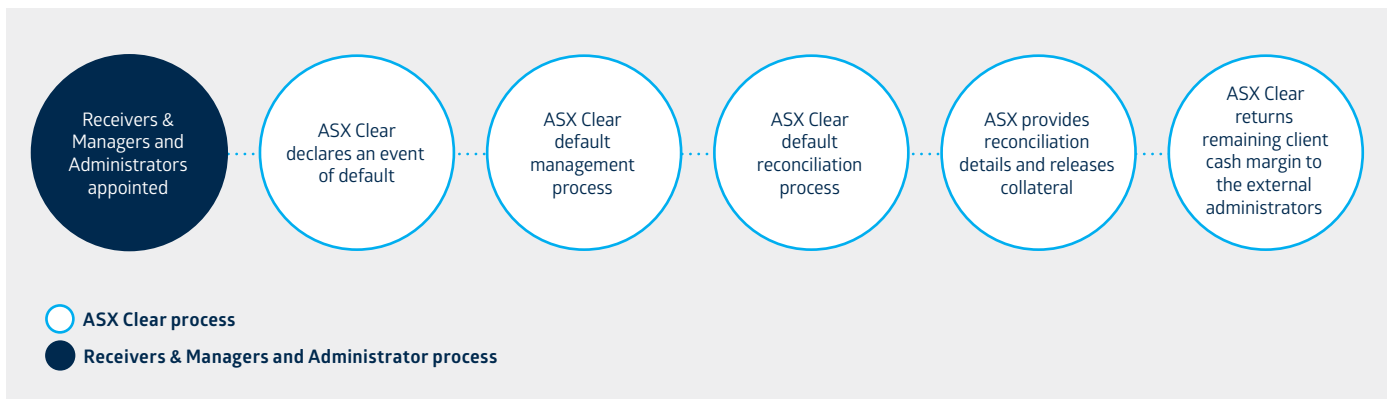 Receivers &
Managers and
Administrators
appointed
ASX Clear
declares an event
of default
ASX Clear
default
management
process
ASX Clear
default
reconciliation
process
ASX provides
reconciliation
details and releases
collateral
ASX Clear
returns
remaining client
cash margin to
the external
administrators
ASX Clear process
Receivers & Managers and Administrator process